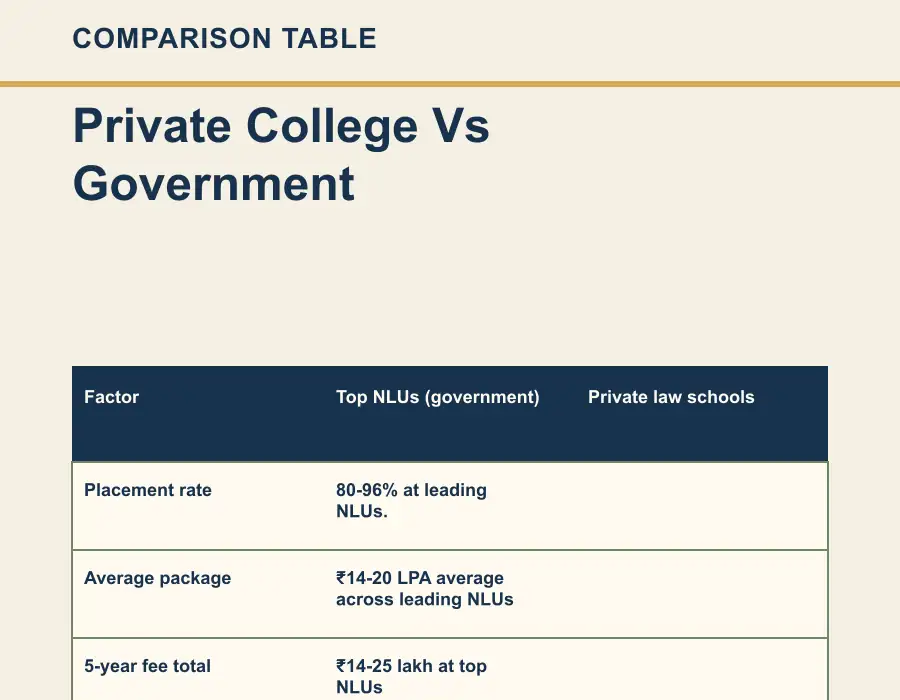 COMPARISON TABLE
Private College Vs
Government
Factor
Top NLUs (government)
Private law schools
Placement rate
80-96% at leading
NLUs.
Average package
₹14-20 LPA average
across leading NLUs
5-year fee total
₹14-25 lakh at top
NLUs